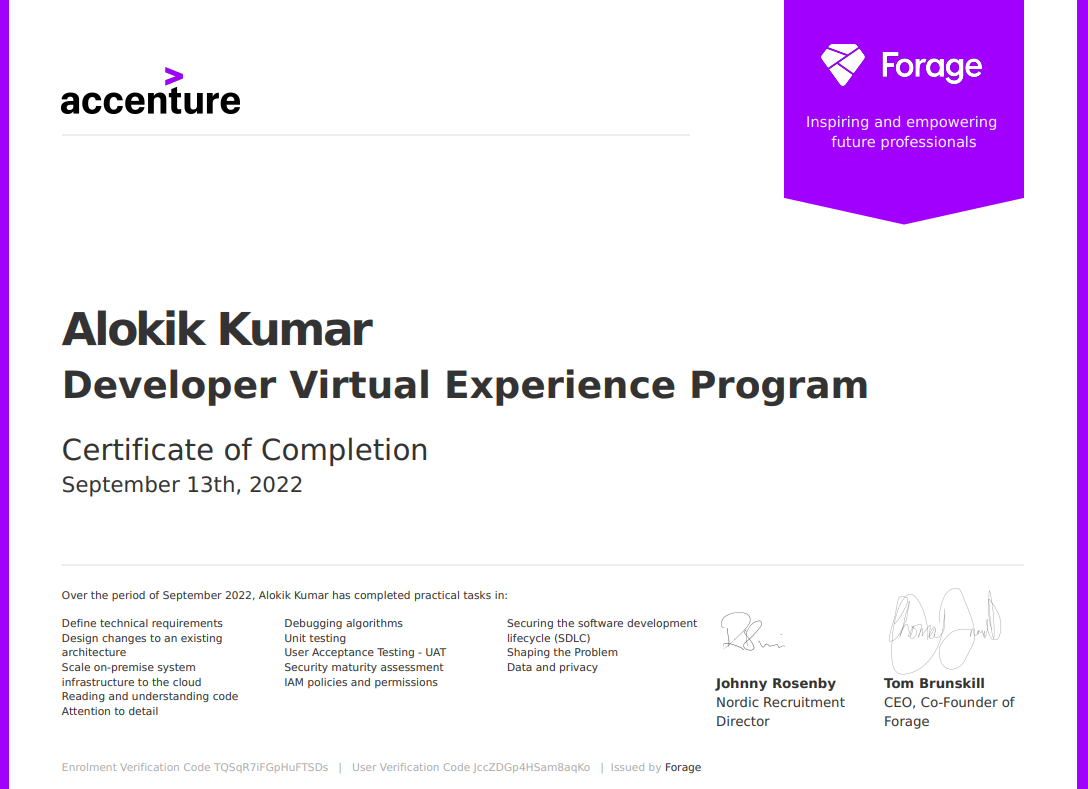 accenture
Forage
Inspiring and empowering
future professionals
Alokik Kumar
Developer Virtual Experience Program
Certificate of Completion
September 13th, 2022
Over the period of September 2022, Alokik Kumar has completed practical tasks in:
Define technical requirements
Design changes to an existing
architecture
Scale on-premise system
infrastructure to the cloud
Reading and understanding code
Attention to detail
Debugging algorithms
Unit testing
User Acceptance Testing - UAT
Security maturity assessment
IAM policies and permissions
Securing the software development
lifecycle (SDLC)
Shaping the Problem
Data and privacy
Johnny Rosenby
Nordic Recruitment
Director
Tom Brunskill
CEO, Co-Founder of
Forage
Enrolment Verification Code TQSqR7iFGpHuFTSDs | User Verification Code JccZDGp4HSam8aqKo | Issued by Forage